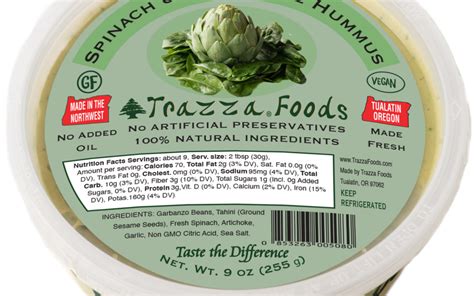 SPINACH & HUMMUS
GF
VEGAN
MADE IN THE
NORTHWEST
TUALATIN
OREGON
Trazza® Foods
No Artificial Preservatives
100% Natural Ingredients
No Added
Oil
Made
Fresh
Nutrition Facts Servings: about 9, Serv. size: 2 tbsp (30g),
Amount per serving: Calories 70, Total Fat 2g (3% DV), Sat. Fat 0.0g (0%
DV), Trans Fat 0g, Cholest. 0mg (0% DV), Sodium 95mg (4% DV), Total
Carb. 10g (3% DV), Fiber 3g (10% DV), Total Sugars 1g (Incl. 0g Added
Sugars, 0% DV), Protein 3g, Vit. D (0% DV), Calcium (2% DV), Iron (15%
DV), Potas. 160g (4% DV)
www.TrazzaFoods.com
Made by Trazza Foods
Tualatin, OR 97062
KEEP
REFRIGERATED
INGREDIENTS: Garbanzo Beans, Tahini (Ground
Sesame Seeds), Fresh Spinach, Artichoke,
Garlic, Non GMO Citric Acid, Sea Salt.
0 853263 005080
Taste the Difference
Net. Wt. 9 oz (255 g)